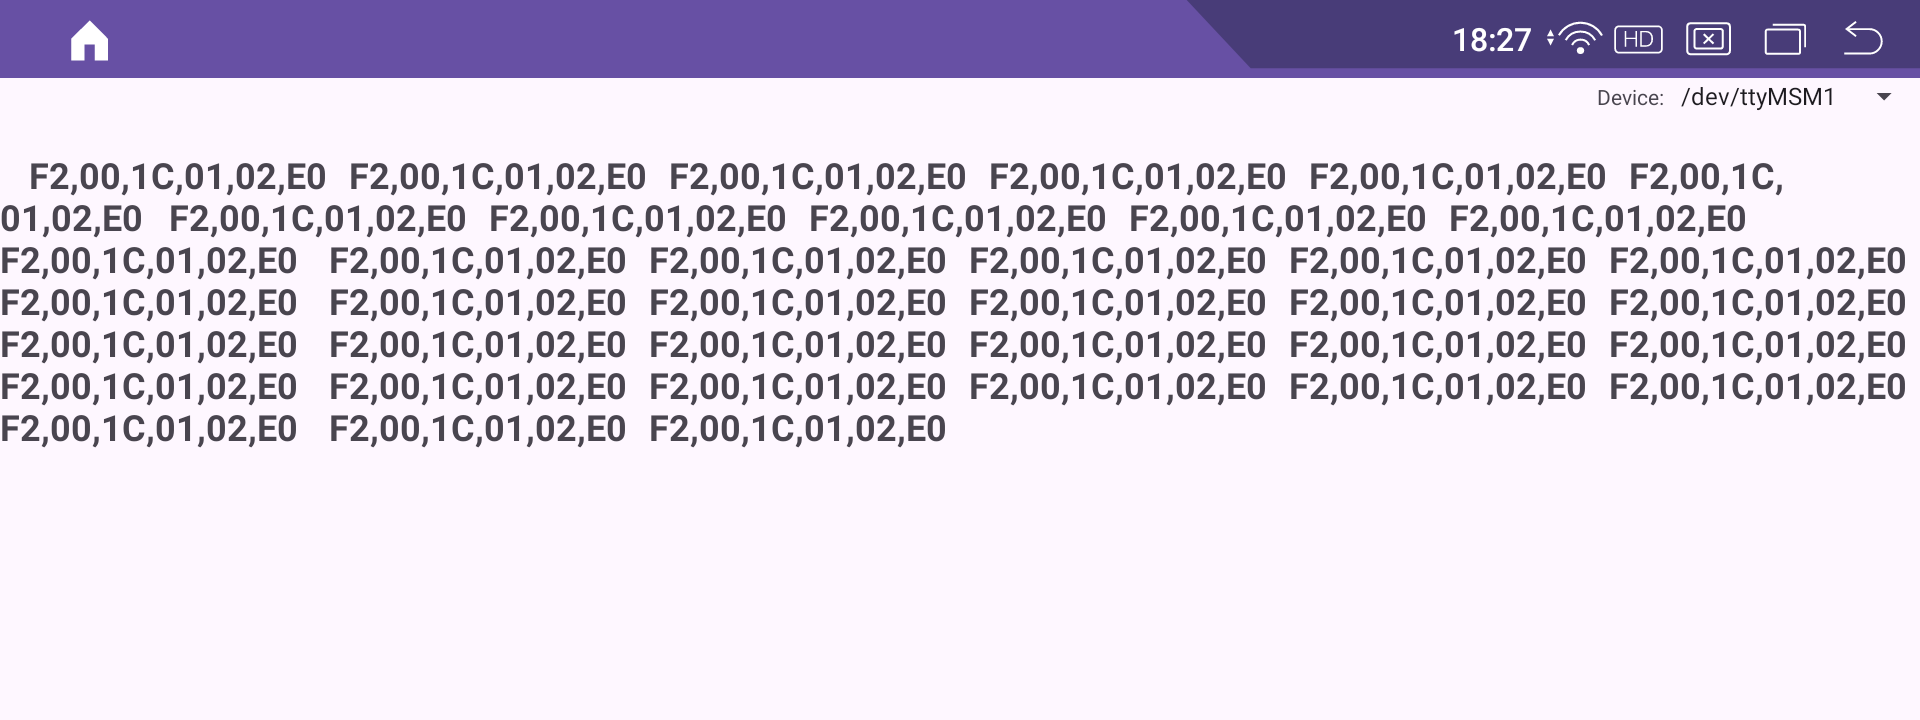 18:27 HD
Device: /dev/ttyMSM1
F2,00,1C,01,02,E0 F2,00,1C,01,02,E0 F2,00,1C,01,02,E0 F2,00,1C,01,02,E0 F2,00,1C,01,02,E0 F2,00,1C,
01,02,E0 F2,00,1C,01,02,E0 F2,00,1C,01,02,E0 F2,00,1C,01,02,E0 F2,00,1C,01,02,E0 F2,00,1C,01,02,E0
F2,00,1C,01,02,E0 F2,00,1C,01,02,E0 F2,00,1C,01,02,E0 F2,00,1C,01,02,E0 F2,00,1C,01,02,E0 F2,00,1C,01,02,E0
F2,00,1C,01,02,E0 F2,00,1C,01,02,E0 F2,00,1C,01,02,E0 F2,00,1C,01,02,E0 F2,00,1C,01,02,E0 F2,00,1C,01,02,E0
F2,00,1C,01,02,E0 F2,00,1C,01,02,E0 F2,00,1C,01,02,E0 F2,00,1C,01,02,E0 F2,00,1C,01,02,E0 F2,00,1C,01,02,E0
F2,00,1C,01,02,E0 F2,00,1C,01,02,E0 F2,00,1C,01,02,E0 F2,00,1C,01,02,E0 F2,00,1C,01,02,E0 F2,00,1C,01,02,E0
F2,00,1C,01,02,E0 F2,00,1C,01,02,E0 F2,00,1C,01,02,E0